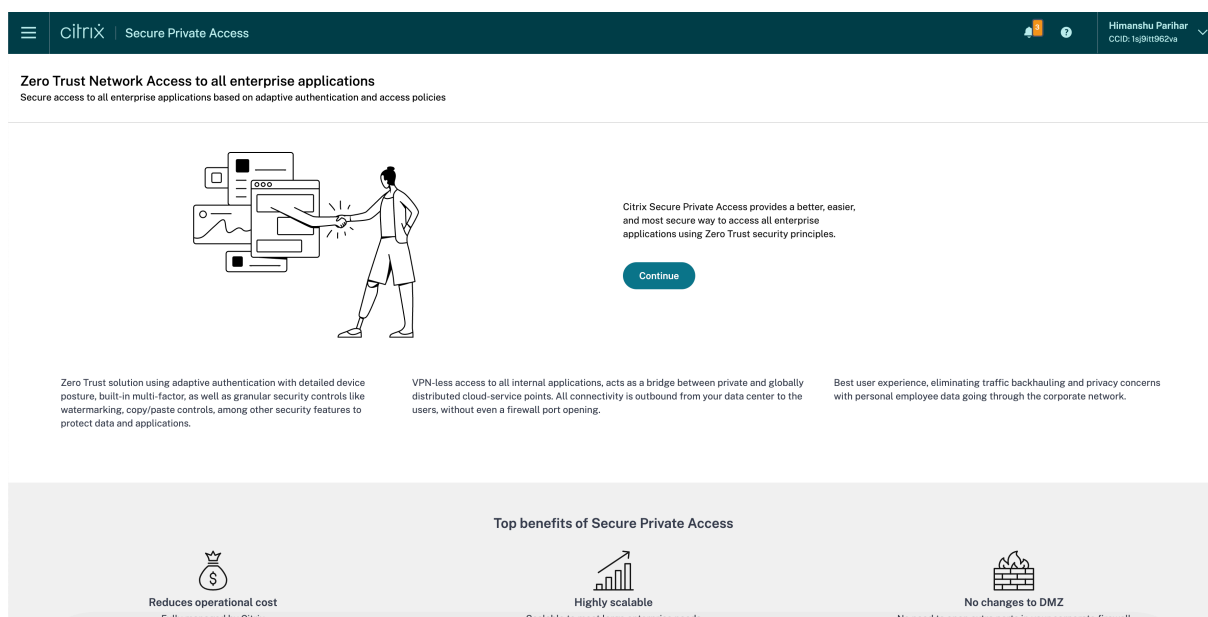 citrix | Secure Private Access
3
?
Himanshu Parihar
CCID: 1sj9itt962va
Zero Trust Network Access to all enterprise applications
Secure access to all enterprise applications based on adaptive authentication and access policies
Citrix Secure Private Access provides a better, easier,
and most secure way to access all enterprise
applications using Zero Trust security principles.
Continue
Zero Trust solution using adaptive authentication with detailed device
posture, built-in multi-factor, as well as granular security controls like
watermarking, copy/paste controls, among other security features to
protect data and applications.
VPN-less access to all internal applications, acts as a bridge between private and globally
distributed cloud-service points. All connectivity is outbound from your data center to the
users, without even a firewall port opening.
Best user experience, eliminating traffic backhauling and privacy concerns
with personal employee data going through the corporate network.
Top benefits of Secure Private Access
$
Reduces operational cost
Highly scalable
No changes to DMZ